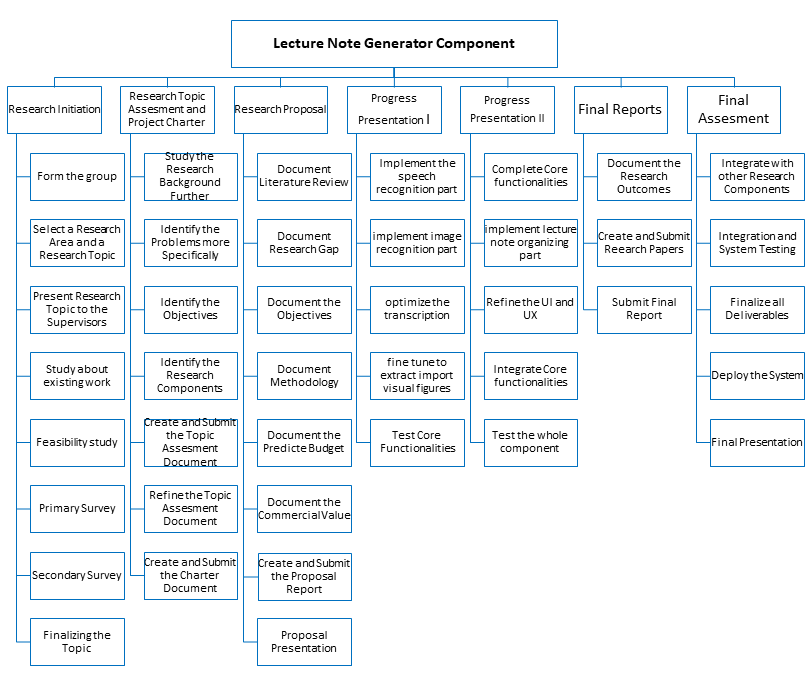 Lecture Note Generator Component
Research Initiation
Form the group
Select a Research
Area and a
Research Topic
Present Research
Topic to the
Supervisors
Study about
existing work
Feasibility study
Primary Survey
Secondary Survey
Finalizing the
Topic
Research Topic
Assesment and
Project Charter
Study the
Research
Background
Further
Identify the
Problems more
Specifically
Identify the
Objectives
Identify the
Research
Components
Create and Submit
the Topic
Assesment
Document
Refine the Topic
Assesment
Document
Create and Submit
the Charter
Document
Research Proposal
Document
Literature Review
Document
Research Gap
Document the
Objectives
Document
Methodology
Document the
Predicte Budget
Document the
Commercial Value
Create and Submit
the Proposal
Report
Proposal
Presentation
Progress
Presentation I
Implement the
speech
recognition part
implement image
recognition part
optimize the
transcription
fine tune to
extract import
visual figures
Test Core
Functionalities
Progress
Presentation II
Complete Core
functionalities
implement lecture
note organizing
part
Refine the UI and
UX
Integrate Core
functionalities
Test the whole
component
Final Reports
Document the
Research
Outcomes
Create and Submit
Reearch Papers
Submit Final
Report
Final
Assesment
Integrate with
other Research
Components
Integration and
System Testing
Finalize all
Deliverables
Deploy the System
Final Presentation